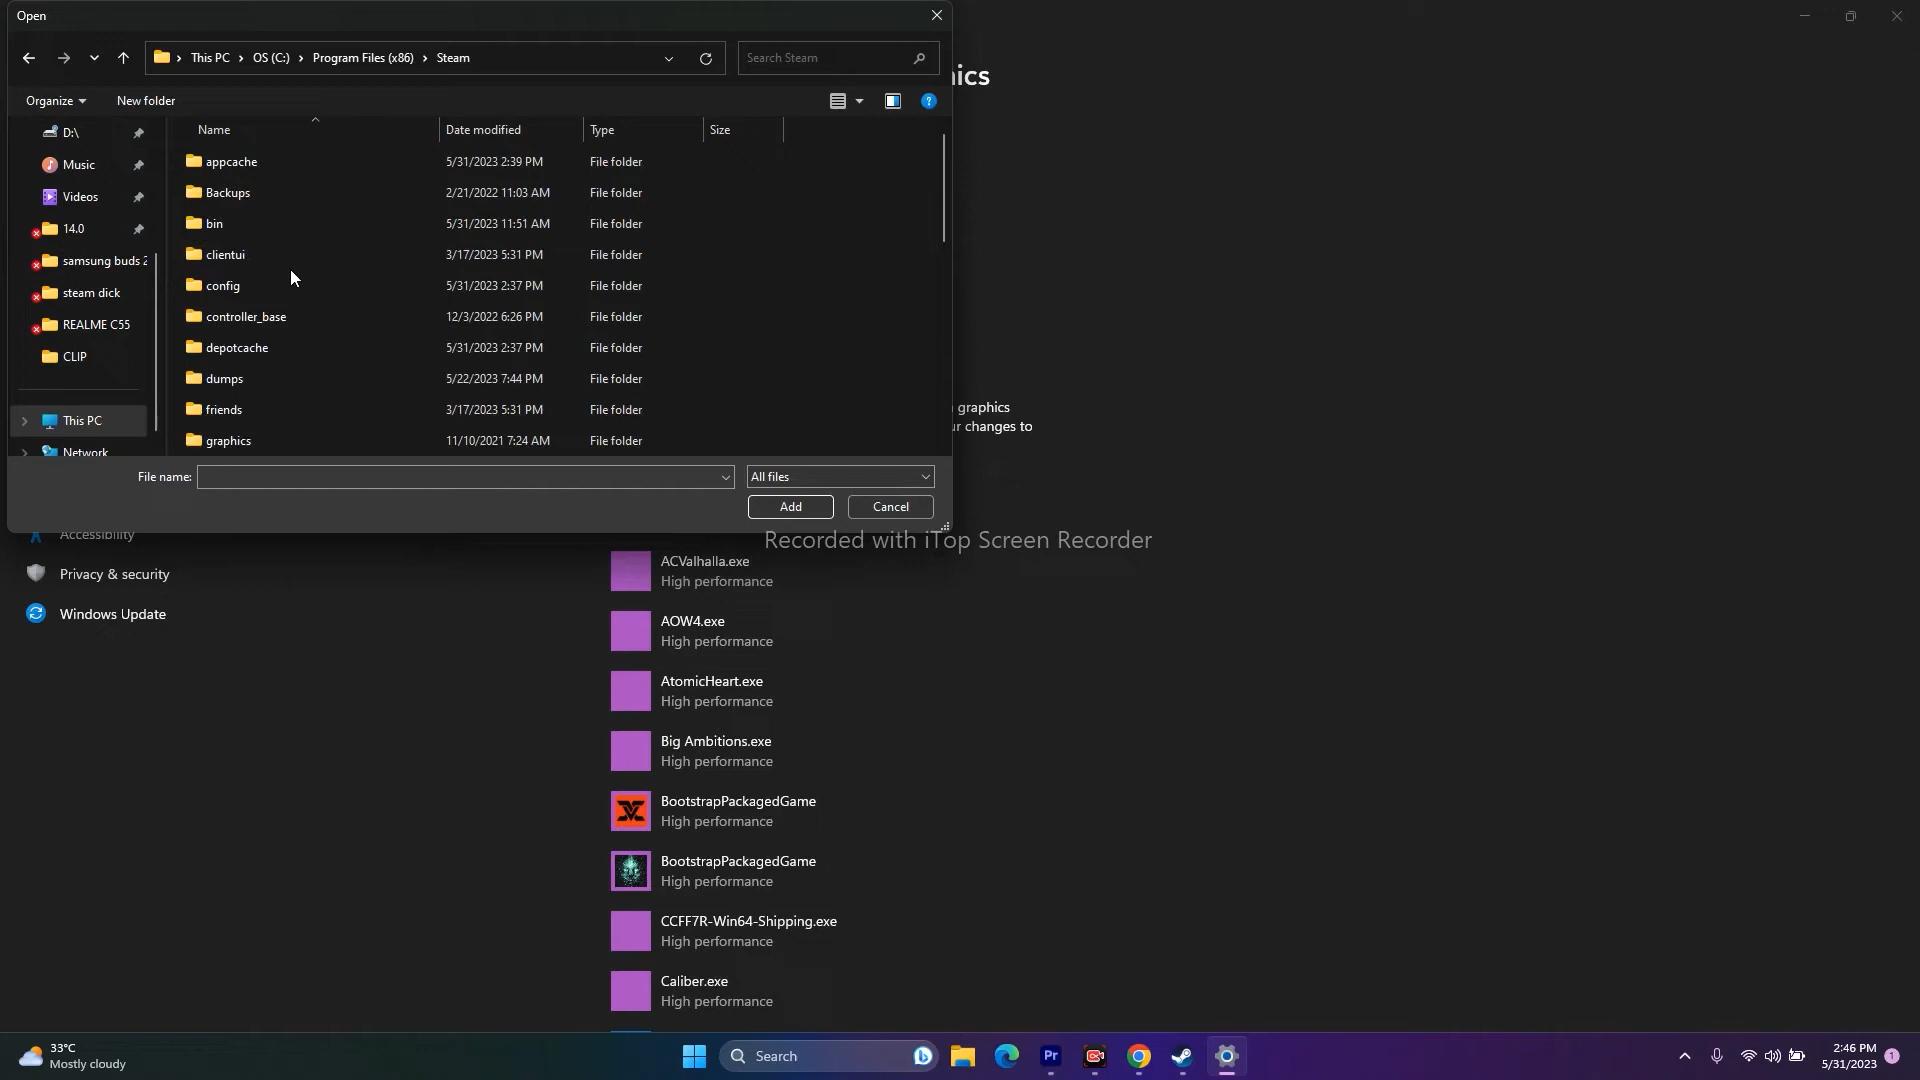 Open
This PC
OS (C:)
Program Files (x86)
Steam
Search Steam
ics
Organize
New folder
Name
Date modified
Type
Size
D:\
Music
Videos
14.0
samsung buds 2
steam dick
REALME C55
CLIP
This PC
Network
appcache 5/31/2023 2:39 PM File folder
Backups 2/21/2022 11:03 AM File folder
bin 5/31/2023 11:51 AM File folder
clientui 3/17/2023 5:31 PM File folder
config 5/31/2023 2:37 PM File folder
controller_base 12/3/2022 6:26 PM File folder
depotcache 5/31/2023 2:37 PM File folder
dumps 5/22/2023 7:44 PM File folder
friends 3/17/2023 5:31 PM File folder
graphics 11/10/2021 7:24 AM File folder
graphics
ur changes to
File name:
All files
Add
Cancel
Recorded with iTop Screen Recorder
Accessibility
Privacy & security
Windows Update
ACValhalla.exe
High performance
AOW4.exe
High performance
AtomicHeart.exe
High performance
Big Ambitions.exe
High performance
BootstrapPackagedGame
High performance
BootstrapPackagedGame
High performance
CCFF7R-Win64-Shipping.exe
High performance
Caliber.exe
High performance
33°C
Mostly cloudy
Search
Pr
2:46 PM
5/31/2023
1